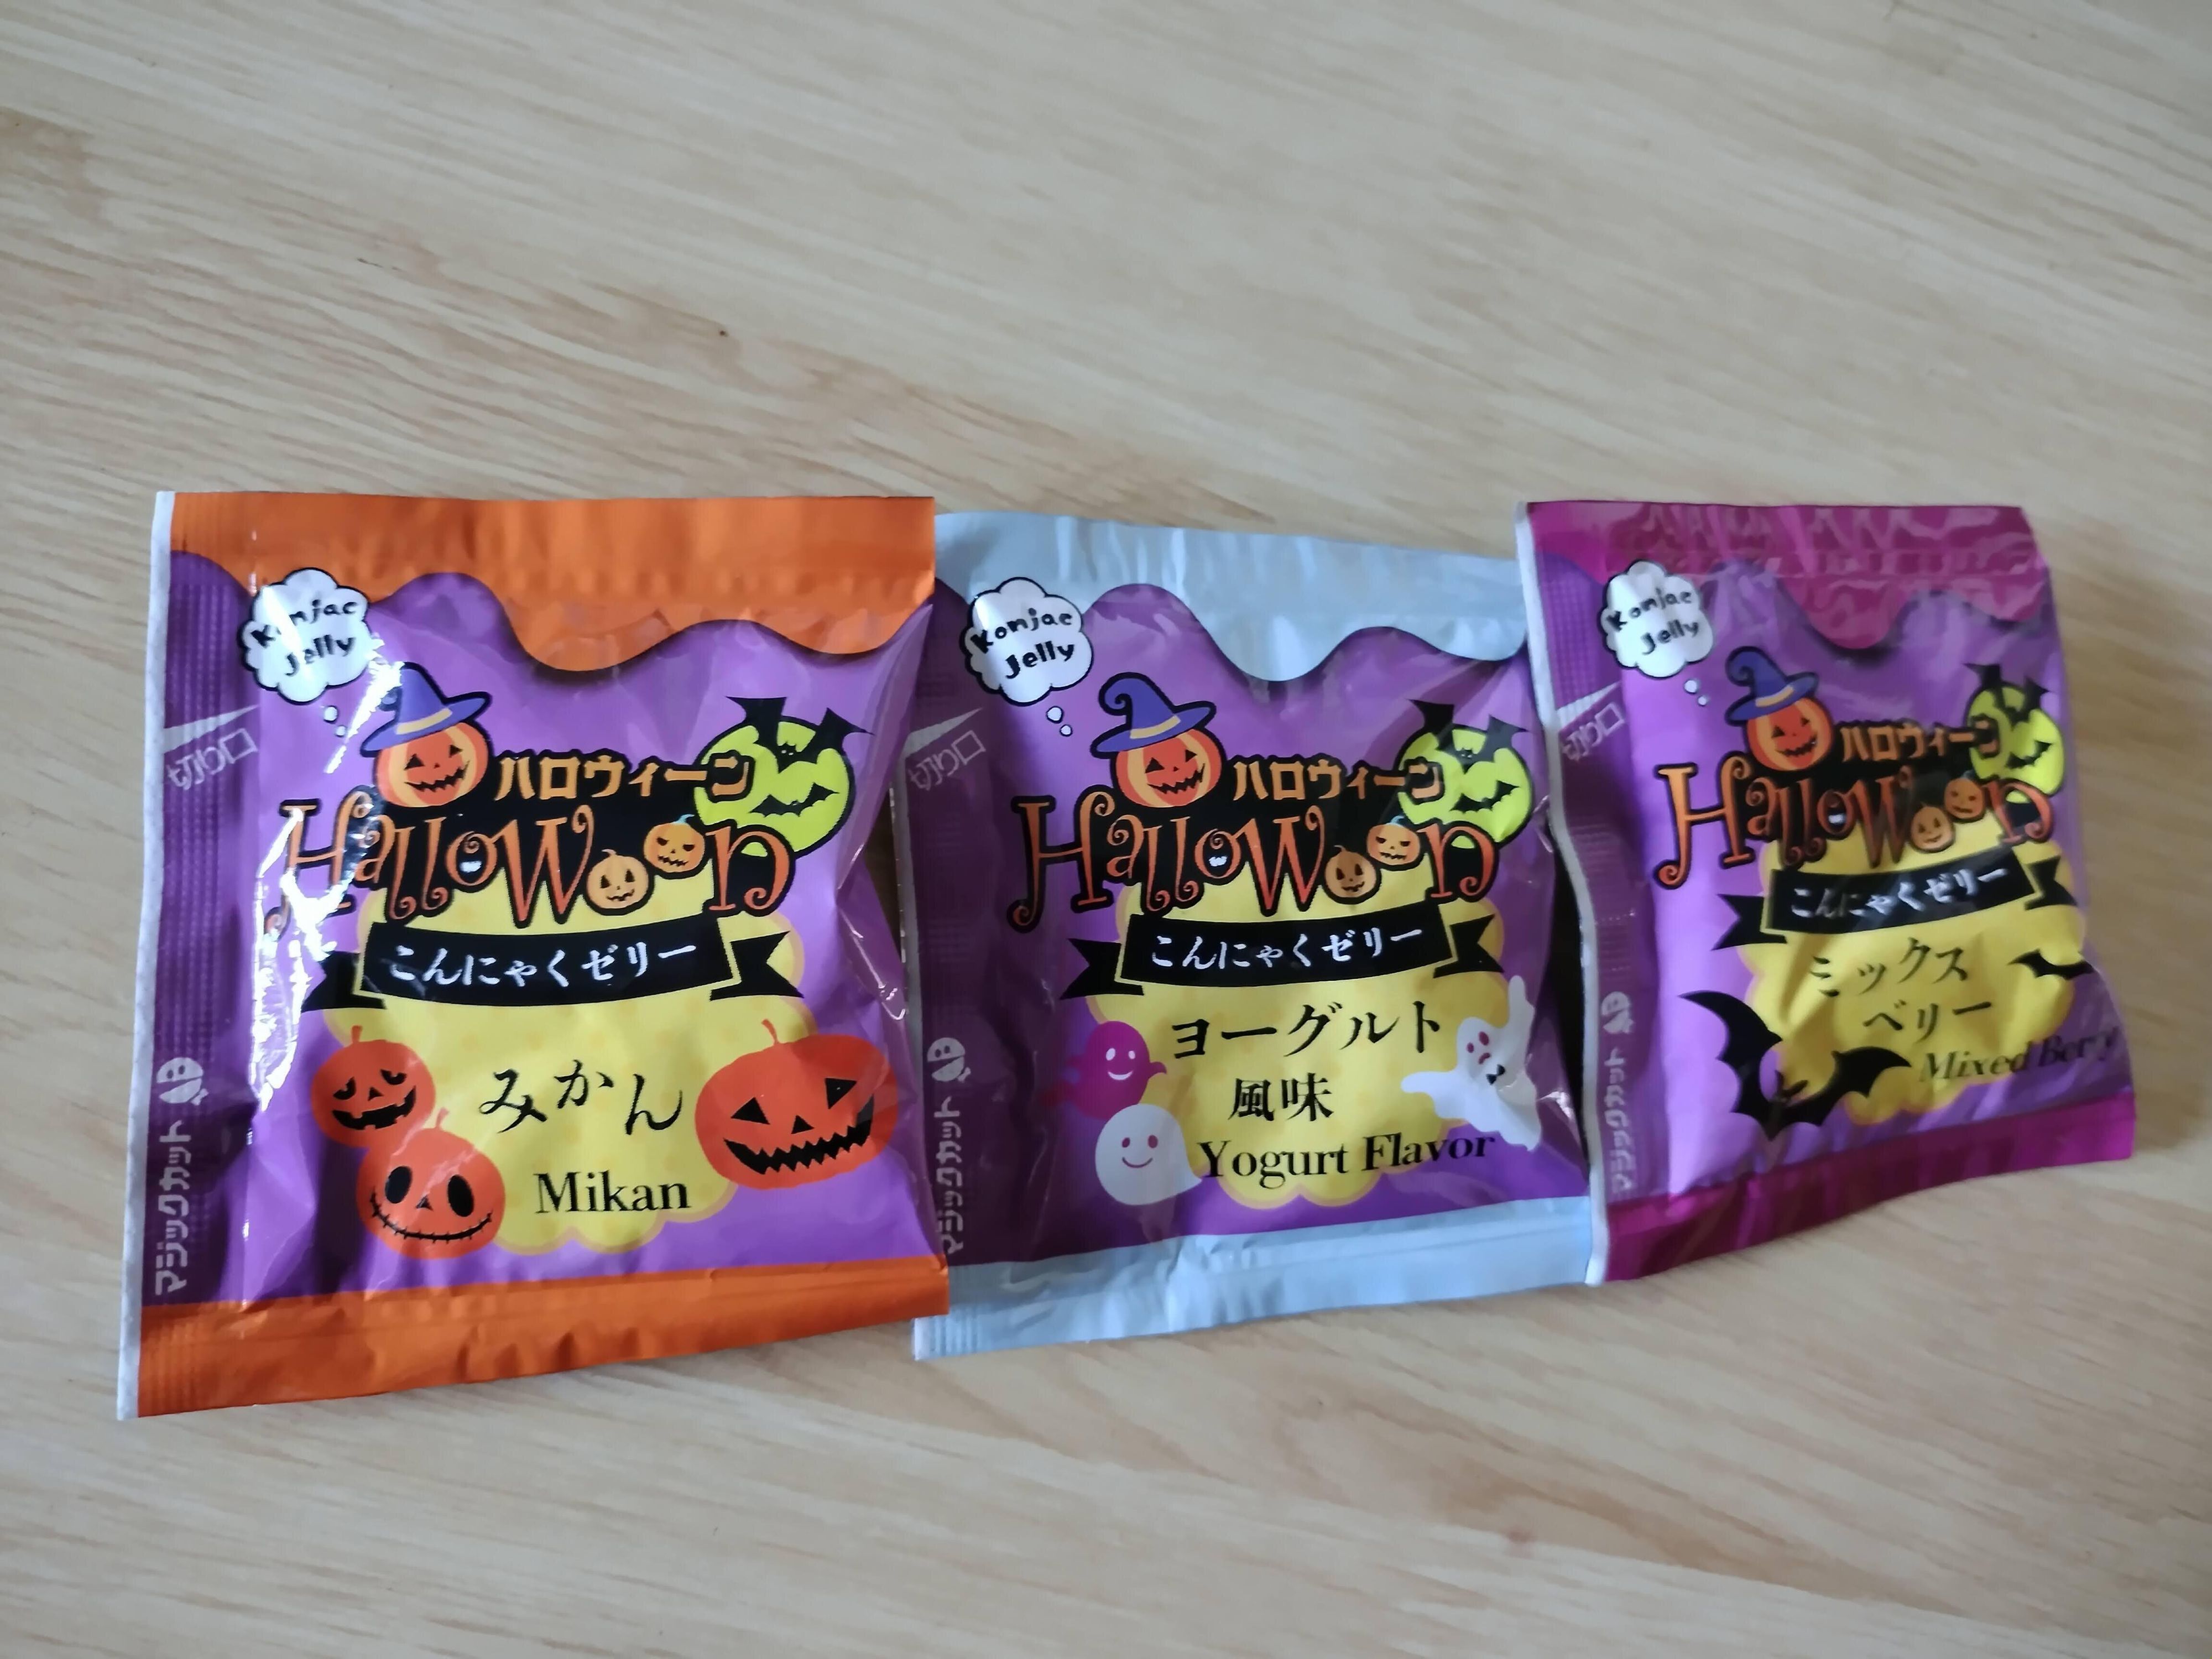 Konjac
Jelly
切り口
ハロウィーン
Halloween
こんにゃくゼリー
みかん
Mikan
マジックカット
Konjac
Jelly
切り口
ハロウィーン
Halloween
こんにゃくゼリー
ヨーグルト
風味
Yogurt Flavor
マジックカット
Konjac
Jelly
切り口
ハロウィーン
Halloween
こんにゃくゼリー
ミックス
ベリー
Mixed Berry
マジックカット